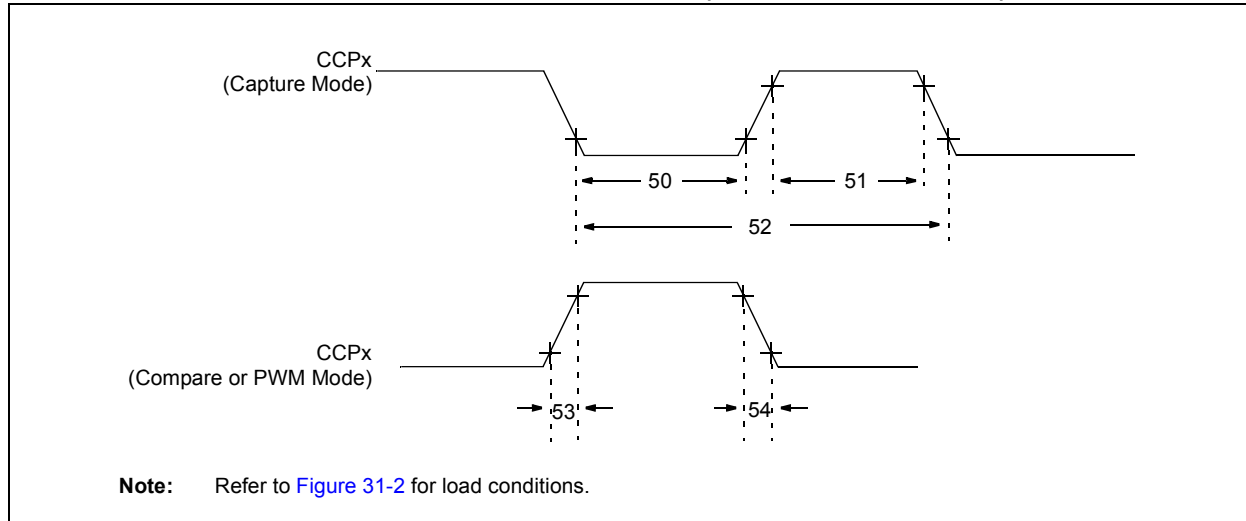 CCPx
(Capture Mode)
50
51
52
CCPx
(Compare or PWM Mode)
53
54
Note: Refer to Figure 31-2 for load conditions.